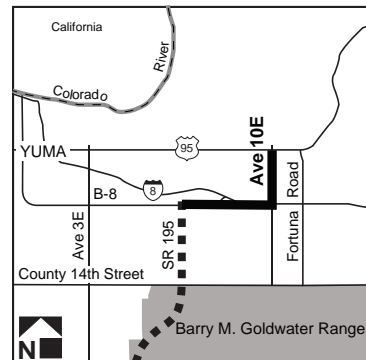 California
River
Colorado
95
YUMA
Ave 10E
8
B-8
Road
Ave 3E
SR 195
Fortuna
County 14th Street
Barry M. Goldwater Range
N